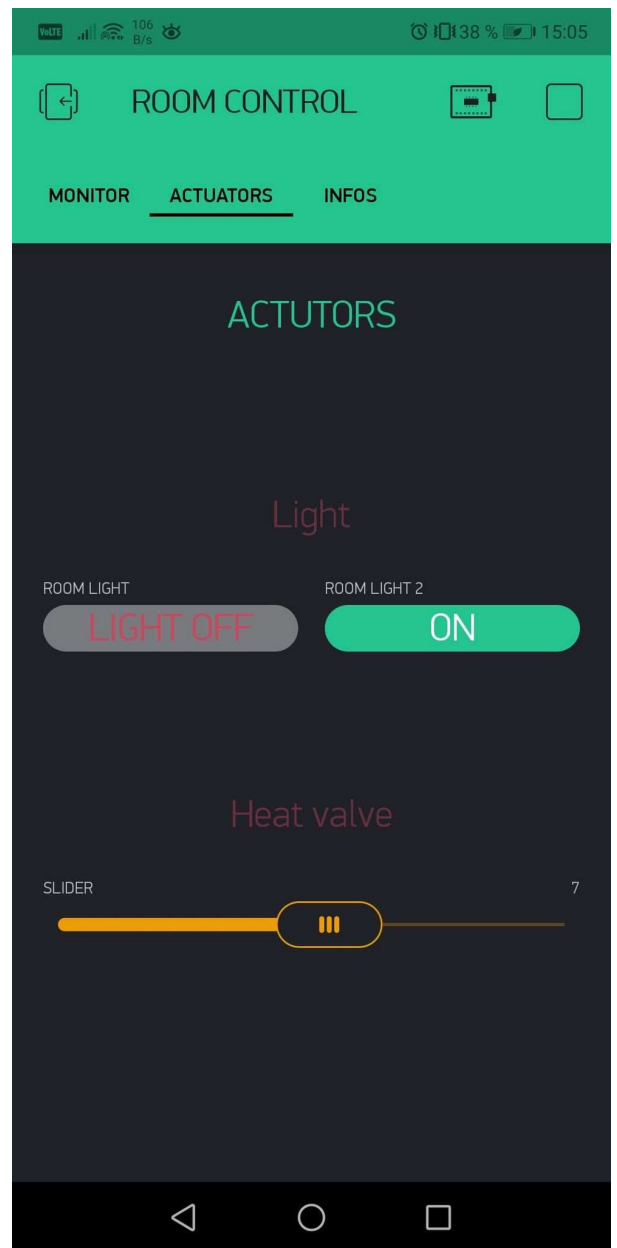 VoLTE 106 B/s 38 % 15:05
ROOM CONTROL
MONITOR ACTUATORS INFOS
ACTUTORS
Light
ROOM LIGHT ROOM LIGHT 2
LIGHT OFF ON
Heat valve
SLIDER 7